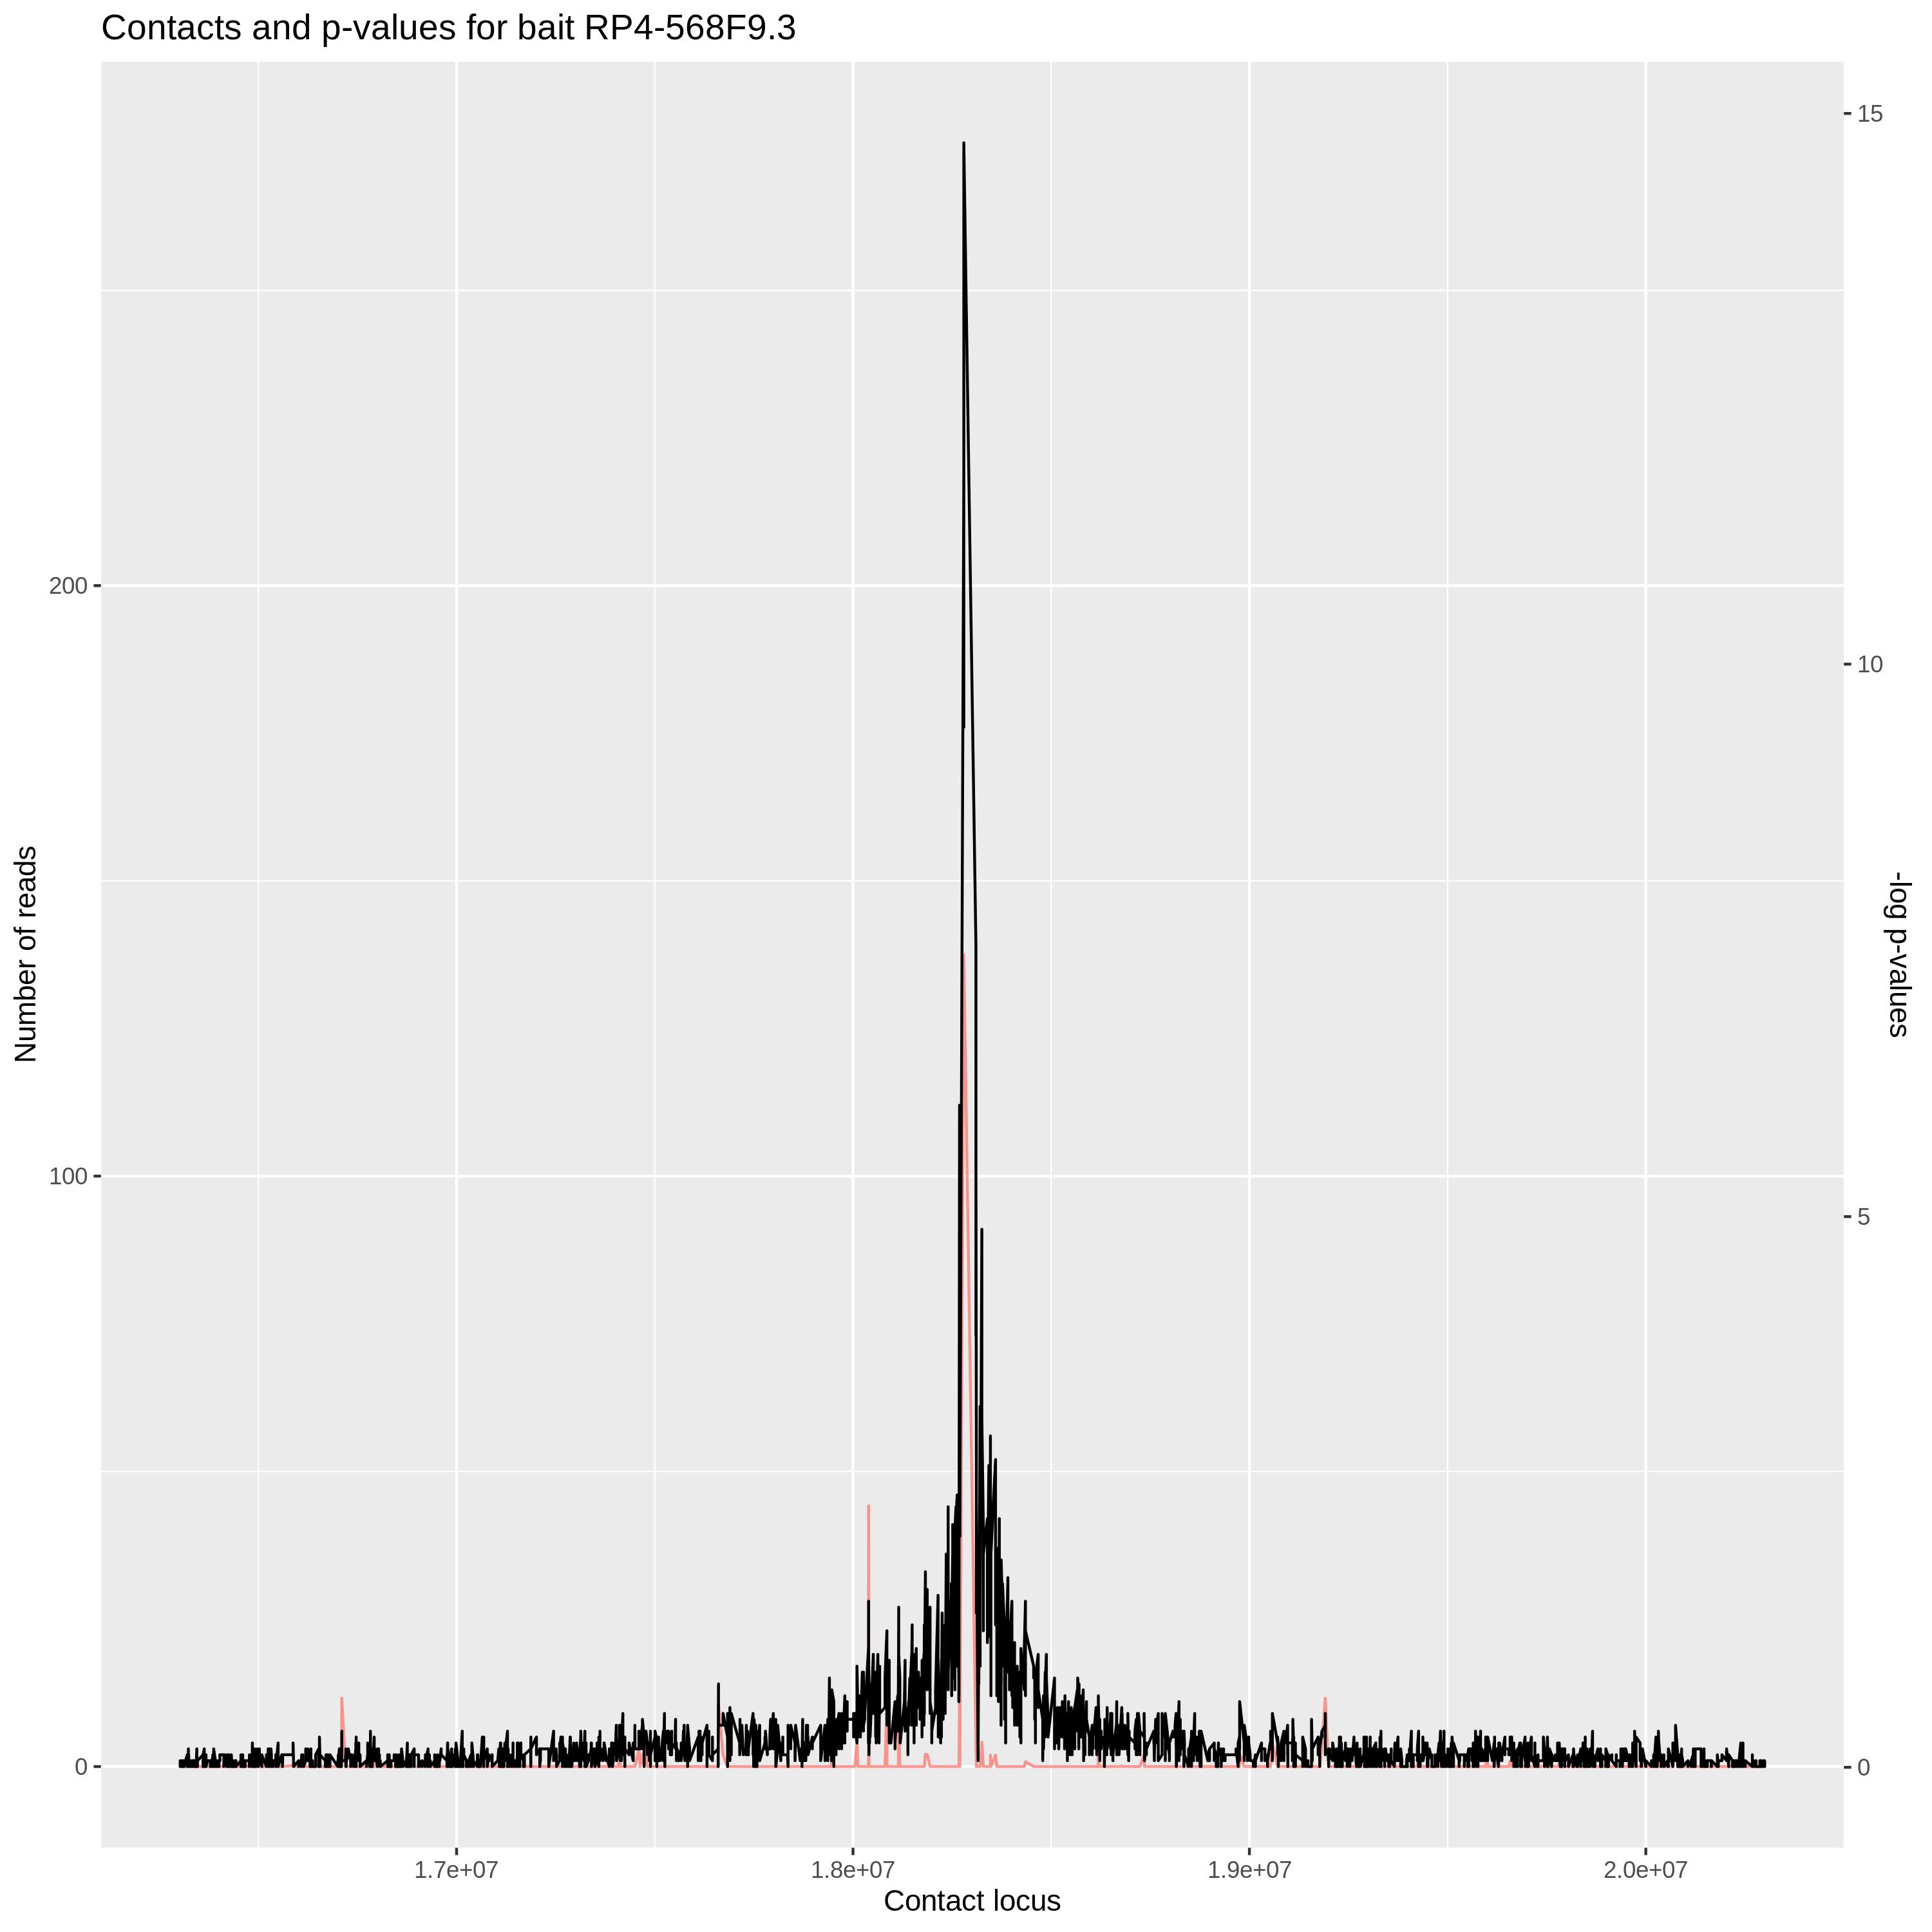 Contacts and p-values for bait RP4-568F9.3
15
200
10
Number of reads
-log p-values
100
5
0
0
1.7e+07
1.8e+07
1.9e+07
2.0e+07
Contact locus